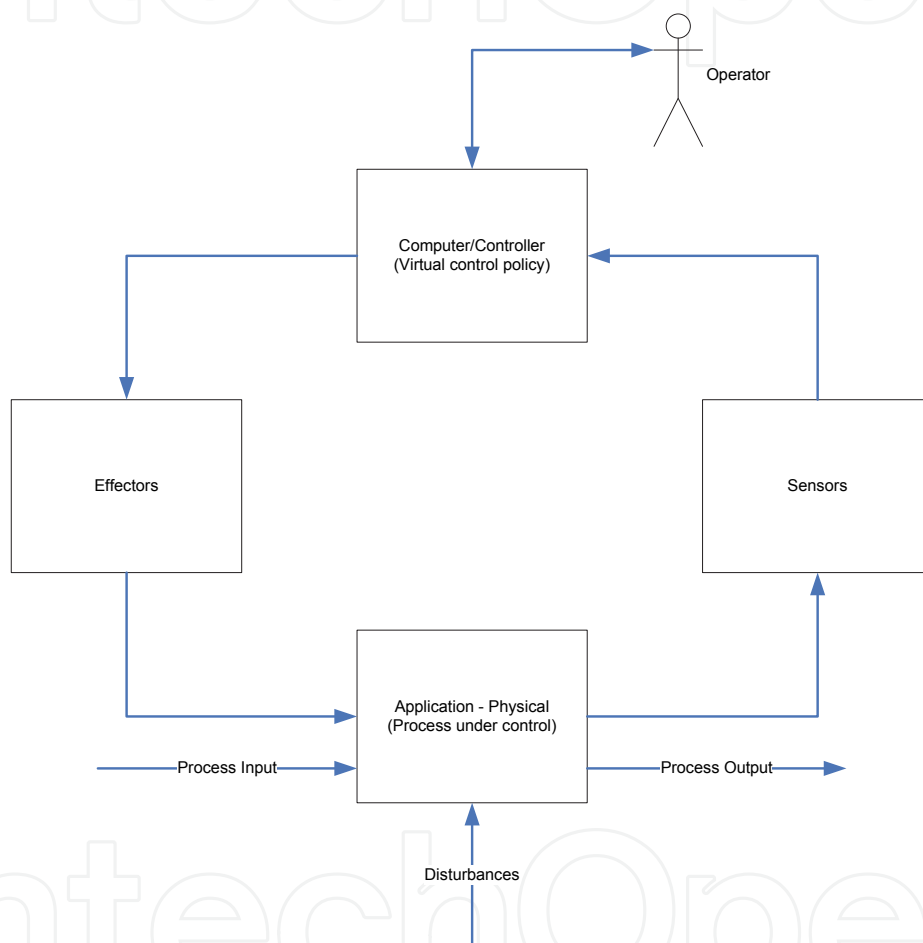 Operator
Computer/Controller
(Virtual control policy)
Effectors
Sensors
Application - Physical
(Process under control)
Process Input
Process Output
Disturbances